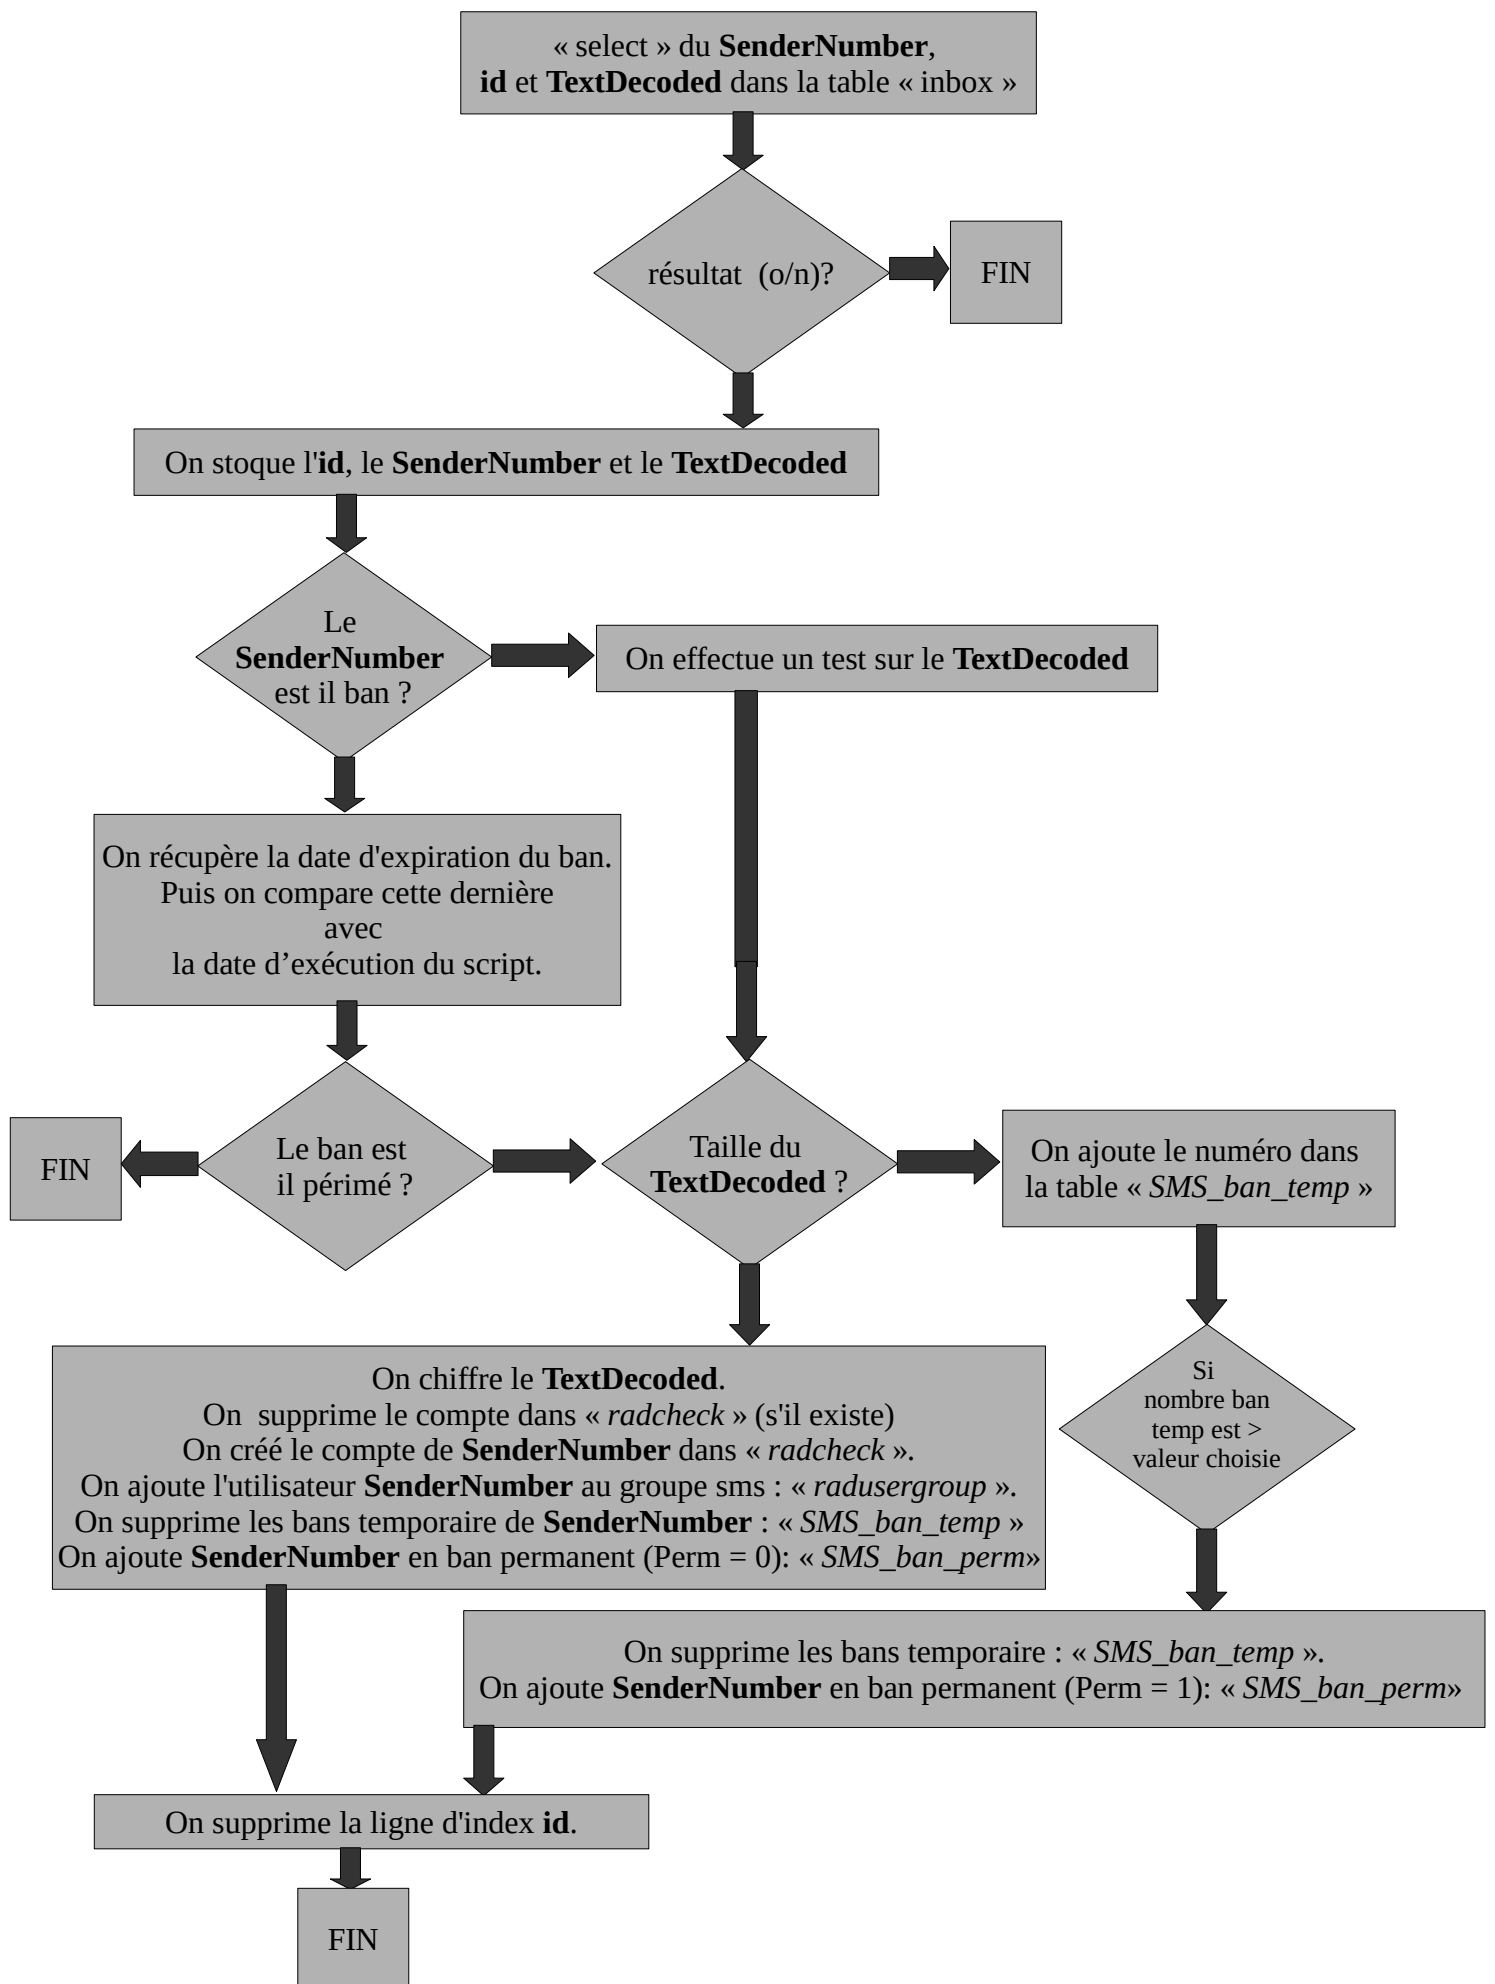 « select » du SenderNumber,
id et TextDecoded dans la table « inbox »
résultat  (o/n)?
FIN
On stoque l'id, le SenderNumber et le TextDecoded
Le
SenderNumber
est il ban ?
On effectue un test sur le TextDecoded
On récupère la date d'expiration du ban.
Puis on compare cette dernière
avec
la date d’exécution du script.
FIN
Le ban est
il périmé ?
Taille du
TextDecoded ?
On ajoute le numéro dans
la table « SMS_ban_temp »
Si
nombre ban
temp est >
valeur choisie
On chiffre le TextDecoded.
On  supprime le compte dans « radcheck » (s'il existe)
On créé le compte de SenderNumber dans « radcheck ».
On ajoute l'utilisateur SenderNumber au groupe sms : « radusergroup ».
On supprime les bans temporaire de SenderNumber : « SMS_ban_temp »
On ajoute SenderNumber en ban permanent (Perm = 0): « SMS_ban_perm»
On supprime les bans temporaire : « SMS_ban_temp ».
On ajoute SenderNumber en ban permanent (Perm = 1): « SMS_ban_perm»
On supprime la ligne d'index id.
FIN